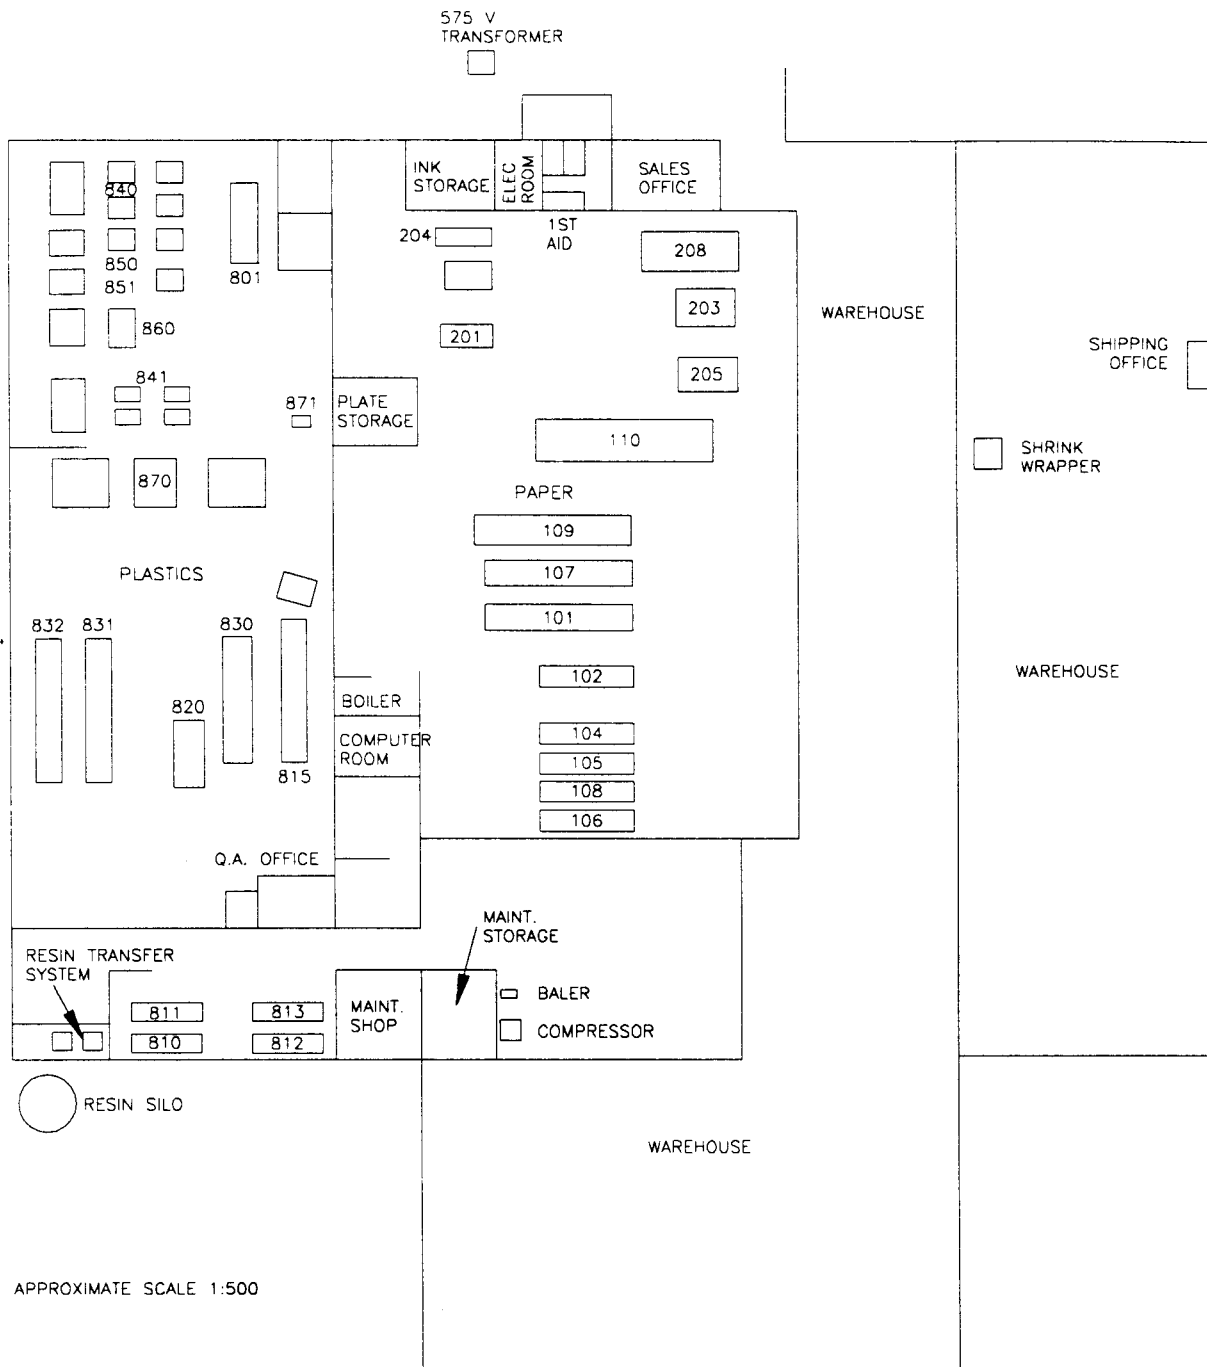 575 V
TRANSFORMER
INK
STORAGE
ELEC
ROOM
SALES
OFFICE
1ST
AID
840
850
851
860
801
204
201
208
203
205
WAREHOUSE
SHIPPING
OFFICE
841
871
PLATE
STORAGE
110
SHRINK
WRAPPER
870
PAPER
109
107
101
PLASTICS
832
831
830
820
815
102
WAREHOUSE
BOILER
COMPUTER
ROOM
104
105
108
106
Q.A. OFFICE
MAINT.
STORAGE
RESIN TRANSFER
SYSTEM
811
813
810
812
MAINT.
SHOP
BALER
COMPRESSOR
RESIN SILO
WAREHOUSE
APPROXIMATE SCALE 1:500